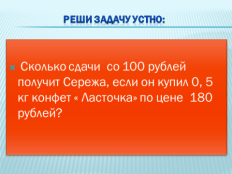 РЕШИ ЗАДАЧУ УСТНО:
Сколько сдачи со 100 рублей
получит Сережа, если он купил 0, 5
кг конфет « Ласточка» по цене 180
рублей?